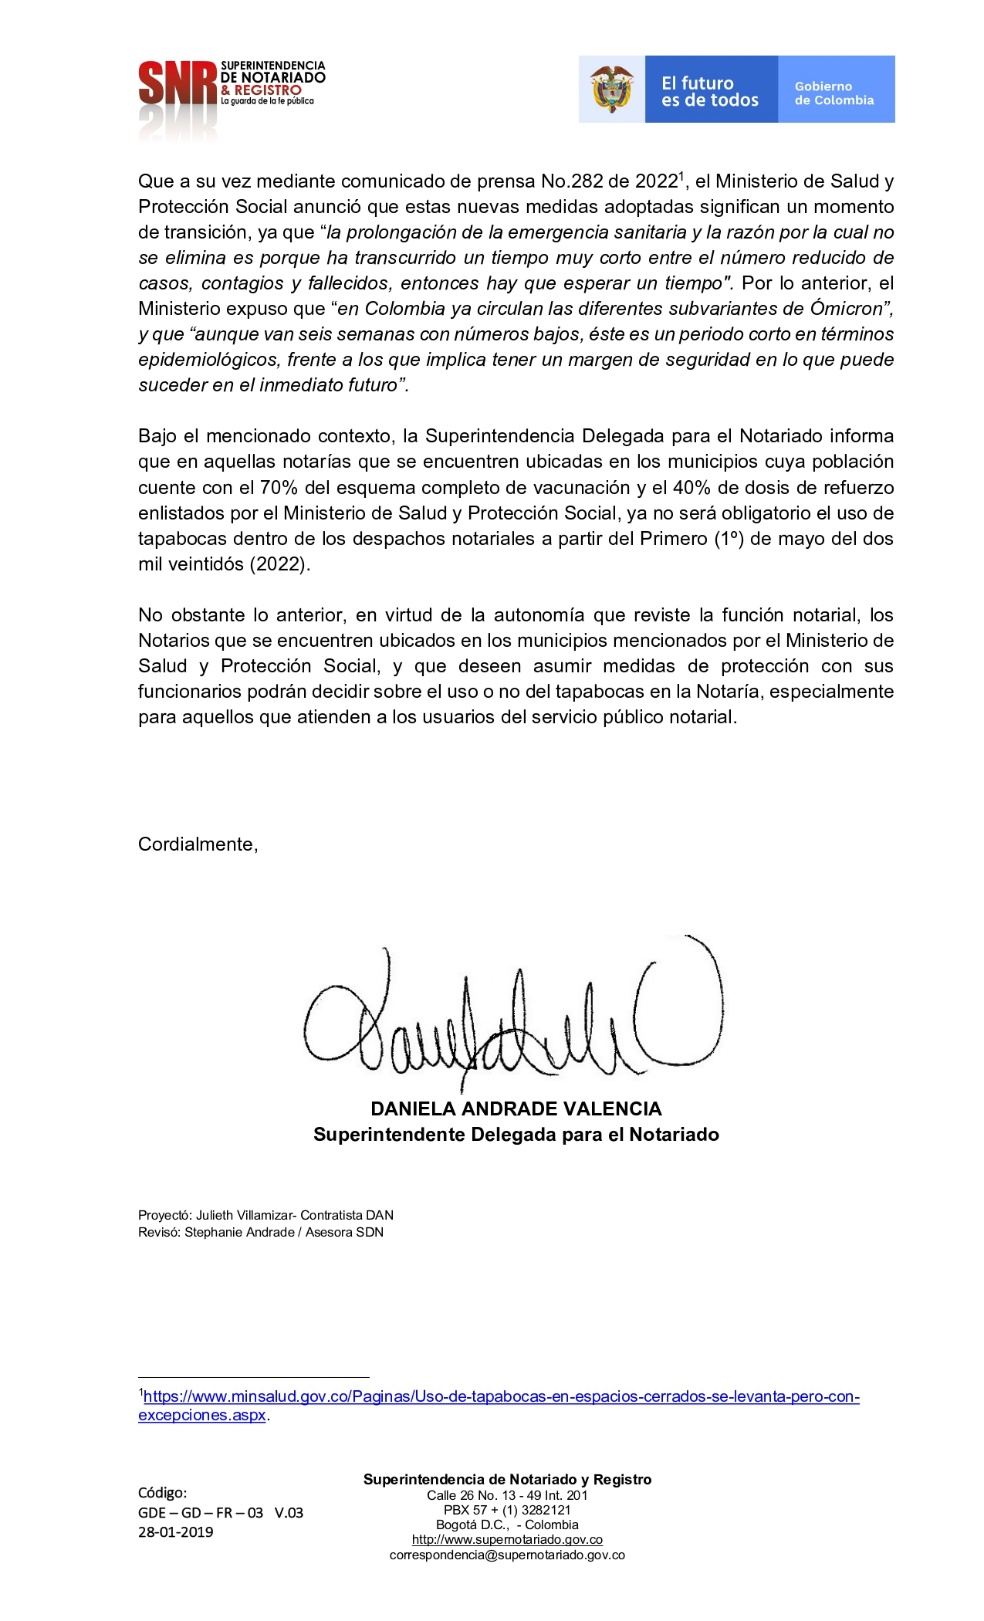 SNR SUPERINTENDENCIA
DE NOTARIADO
& REGISTRO
La guarda de la fe pública
El futuro
es de todos
Gobierno
de Colombia
Que a su vez mediante comunicado de prensa No.282 de 2022¹, el Ministerio de Salud y
Protección Social anunció que estas nuevas medidas adoptadas significan un momento
de transición, ya que “la prolongación de la emergencia sanitaria y la razón por la cual no
se elimina es porque ha transcurrido un tiempo muy corto entre el número reducido de
casos, contagios y fallecidos, entonces hay que esperar un tiempo". Por lo anterior, el
Ministerio expuso que “en Colombia ya circulan las diferentes subvariantes de Ómicron”,
y que “aunque van seis semanas con números bajos, éste es un periodo corto en términos
epidemiológicos, frente a los que implica tener un margen de seguridad en lo que puede
suceder en el inmediato futuro”.
Bajo el mencionado contexto, la Superintendencia Delegada para el Notariado informa
que en aquellas notarías que se encuentren ubicadas en los municipios cuya población
cuente con el 70% del esquema completo de vacunación y el 40% de dosis de refuerzo
enlistados por el Ministerio de Salud y Protección Social, ya no será obligatorio el uso de
tapabocas dentro de los despachos notariales a partir del Primero (1º) de mayo del dos
mil veintidós (2022).
No obstante lo anterior, en virtud de la autonomía que reviste la función notarial, los
Notarios que se encuentren ubicados en los municipios mencionados por el Ministerio de
Salud y Protección Social, y que deseen asumir medidas de protección con sus
funcionarios podrán decidir sobre el uso o no del tapabocas en la Notaría, especialmente
para aquellos que atienden a los usuarios del servicio público notarial.
Cordialmente,
DANIELA ANDRADE VALENCIA
Superintendente Delegada para el Notariado
Proyectó: Julieth Villamizar- Contratista DAN
Revisó: Stephanie Andrade / Asesora SDN
¹https://www.minsalud.gov.co/Paginas/Uso-de-tapabocas-en-espacios-cerrados-se-levanta-pero-con-
excepciones.aspx.
Código:
GDE – GD – FR – 03 V.03
28-01-2019
Superintendencia de Notariado y Registro
Calle 26 No. 13 - 49 Int. 201
PBX 57 + (1) 3282121
Bogotá D.C., - Colombia
http://www.supernotariado.gov.co
correspondencia@supernotariado.gov.co